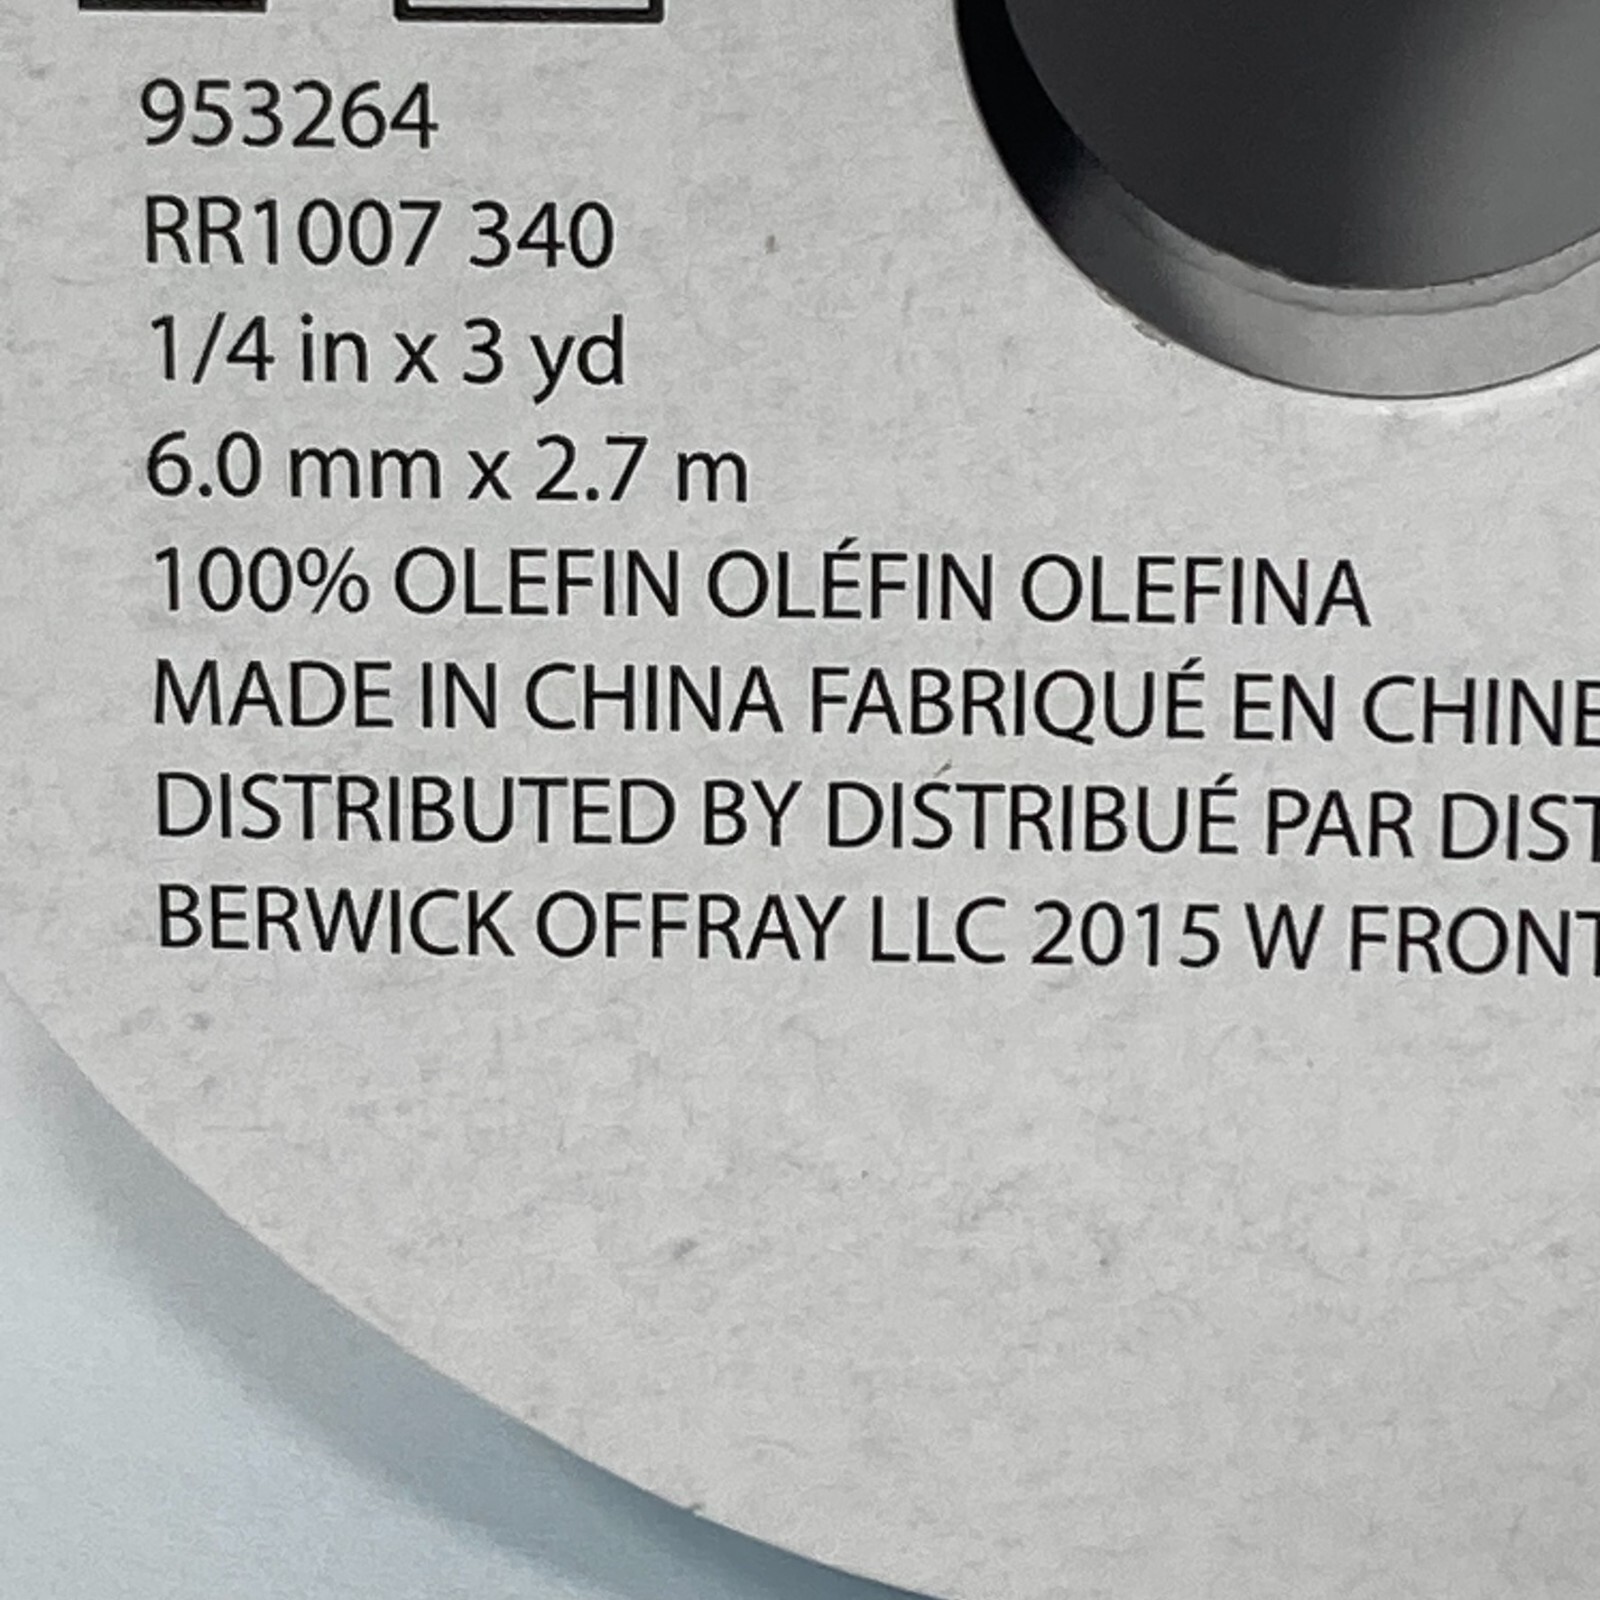 953264
RR1007 340
1/4 in x 3 yd
6.0 mm x 2.7 m
100% OLEFIN OLÉFIN OLEFINA
MADE IN CHINA FABRIQUÉ EN CHINE
DISTRIBUTED BY DISTRIBUÉ PAR DIST
BERWICK OFFRAY LLC 2015 W FRONT